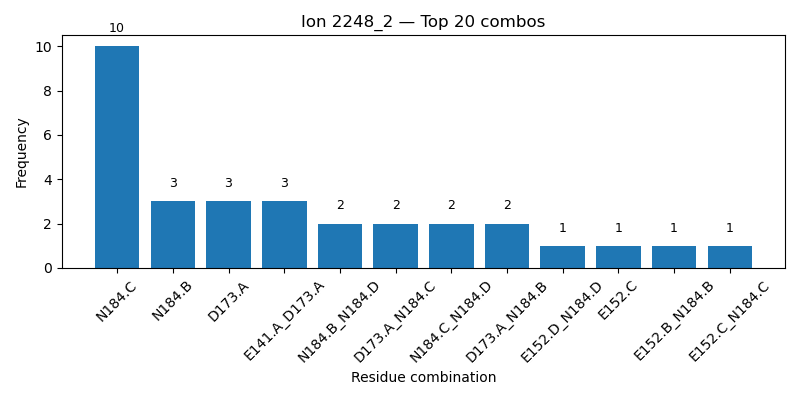 Ion 2248_2 — Top 20 combos
Frequency
10
8
6
4
2
0
10
3
3
3
2
2
2
2
1
1
1
1
N184.C
N184.B
D173.A
E141.A_D173.A
N184.B_N184.D
D173.A_N184.C
N184.C_N184.D
D173.A_N184.B
E152.D_N184.D
E152.C
E152.B_N184.B
E152.C_N184.C
Residue combination